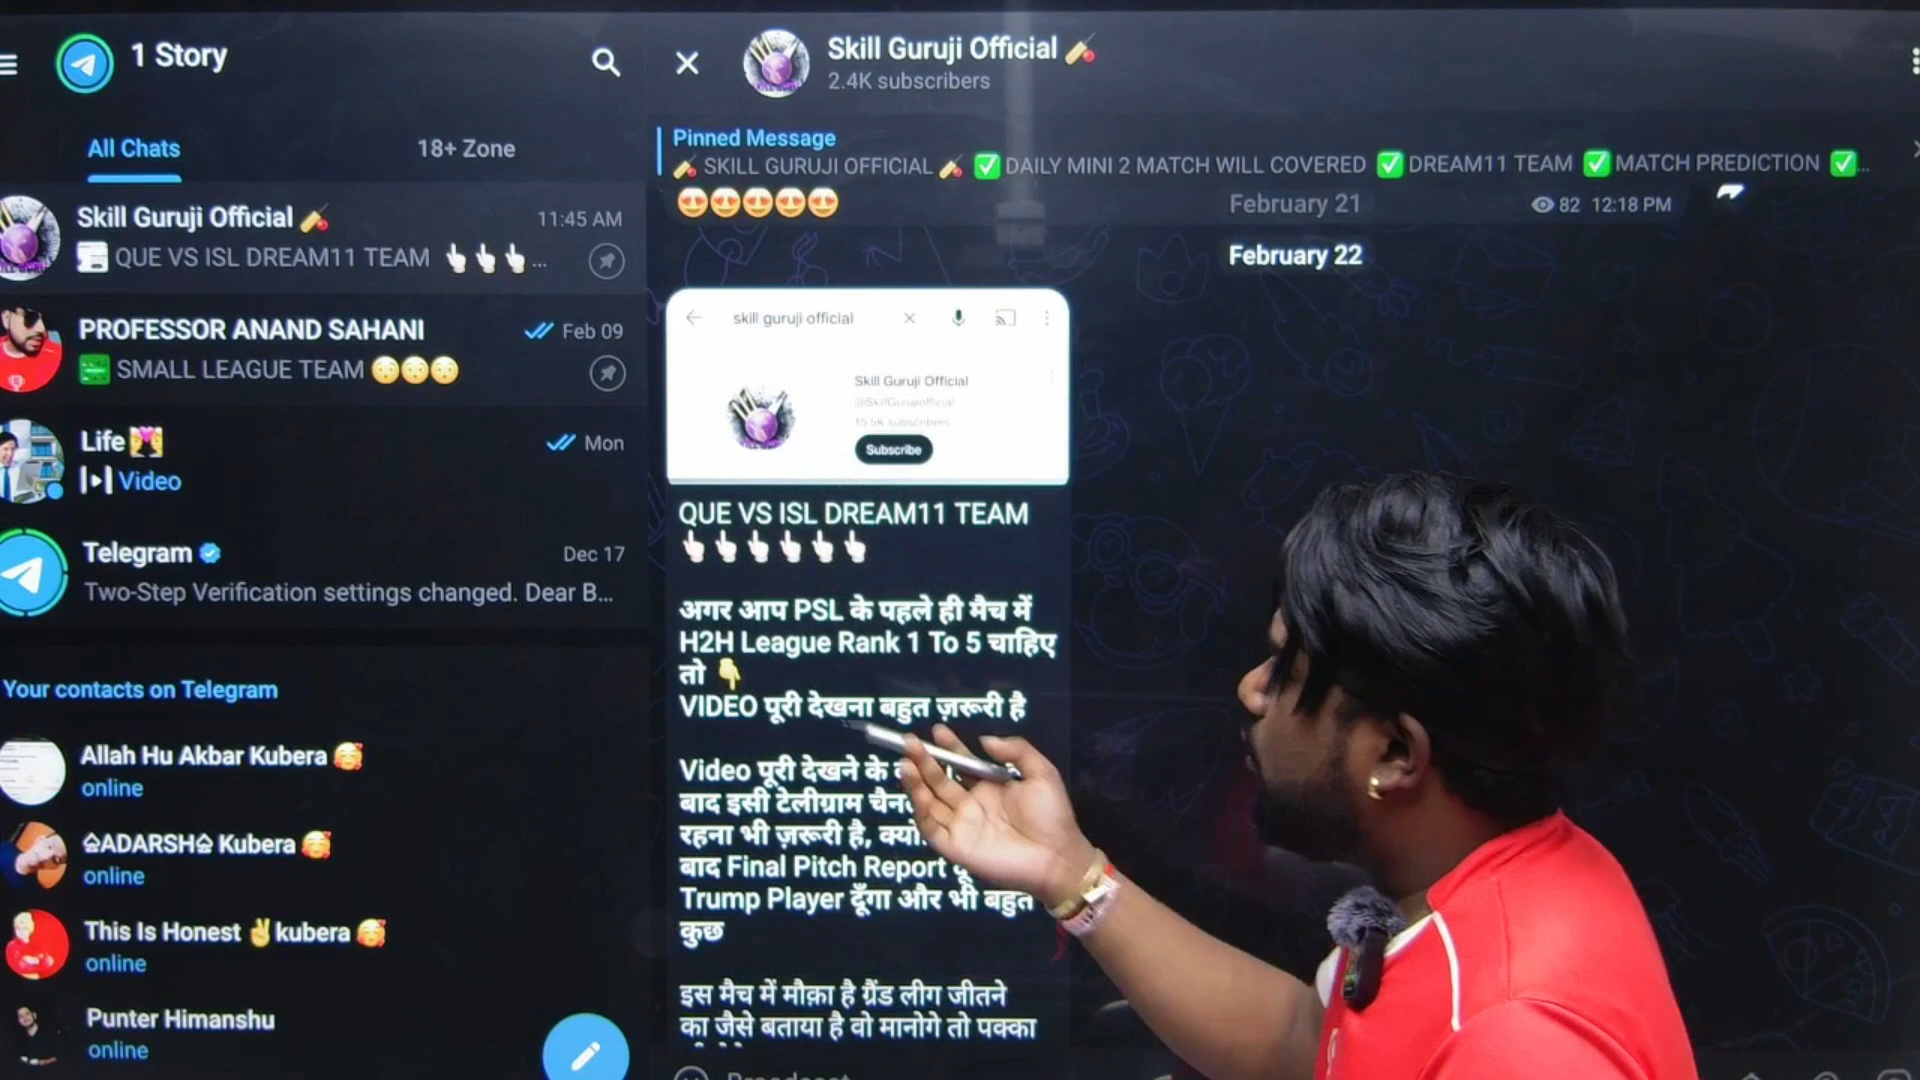 1 Story
All Chats
18+ Zone
Skill Guruji Official 🏏
11:45 AM
QUE VS ISL DREAM11 TEAM 👆🏻👆🏻👆🏻...
PROFESSOR ANAND SAHANI
Feb 09
SMALL LEAGUE TEAM 😳😳😳
Life
Mon
Video
Telegram
Dec 17
Two-Step Verification settings changed. Dear B...
Your contacts on Telegram
Allah Hu Akbar Kubera 🥰
online
♤ADARSH♤ Kubera 🥰
online
This Is Honest ✌️kubera 🥰
online
Punter Himanshu
online
Skill Guruji Official 🏏
2.4K subscribers
Pinned Message
🏏 SKILL GURUJI OFFICIAL 🏏 ✅ DAILY MINI 2 MATCH WILL COVERED ✅ DREAM11 TEAM ✅ MATCH PREDICTION ✅...
😍😍😍😍😍
February 21
82 12:18 PM
February 22
skill guruji official
Skill Guruji Official
@SkillGurujiofficial
15.5K subscribers
Subscribe
QUE VS ISL DREAM11 TEAM
👆🏻👆🏻👆🏻👆🏻👆🏻👆🏻
अगर आप PSL के पहले ही मैच में
H2H League Rank 1 To 5 चाहिए
तो 👇
VIDEO पूरी देखना बहुत ज़रूरी है
Video पूरी देखने के
बाद इसी टेलीग्राम
रहना भी ज़रूरी है,
बाद Final Pitch Report
Trump Player दूँगा और भी बहुत
कुछ
इस मैच में मौक़ा है ग्रैंड लीग जीतने
का जैसे बताया है वो मानोगे तो पक्का